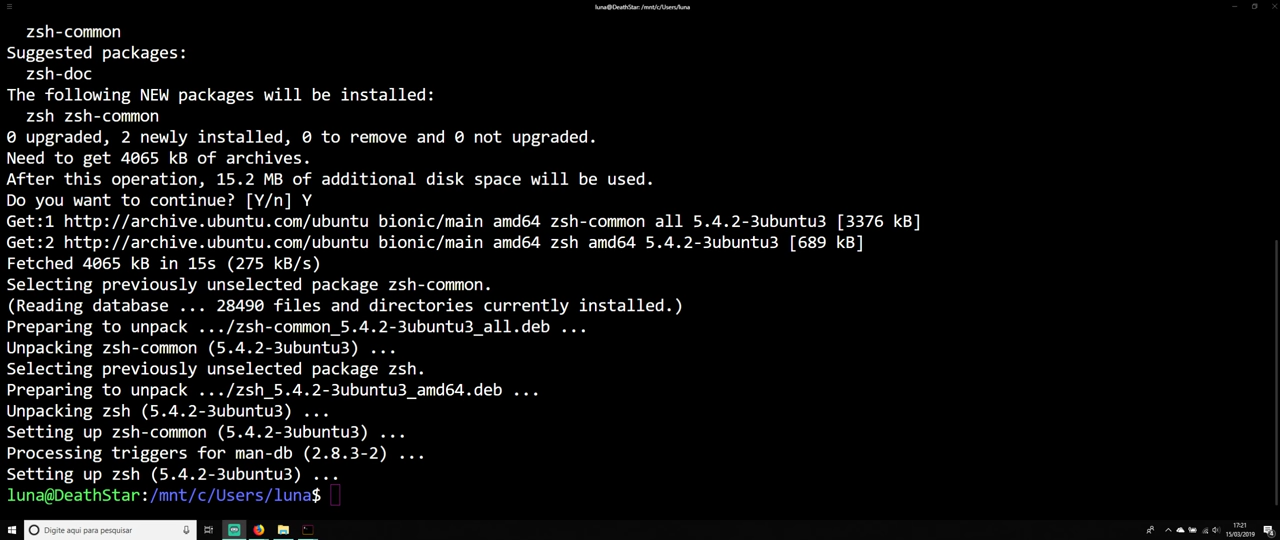 luna@DeathStar: /mnt/c/Users/luna
zsh-common
Suggested packages:
zsh-doc
The following NEW packages will be installed:
zsh zsh-common
0 upgraded, 2 newly installed, 0 to remove and 0 not upgraded.
Need to get 4065 kB of archives.
After this operation, 15.2 MB of additional disk space will be used.
Do you want to continue? [Y/n] Y
Get:1 http://archive.ubuntu.com/ubuntu bionic/main amd64 zsh-common all 5.4.2-3ubuntu3 [3376 kB]
Get:2 http://archive.ubuntu.com/ubuntu bionic/main amd64 zsh amd64 5.4.2-3ubuntu3 [689 kB]
Fetched 4065 kB in 15s (275 kB/s)
Selecting previously unselected package zsh-common.
(Reading database ... 28490 files and directories currently installed.)
Preparing to unpack .../zsh-common_5.4.2-3ubuntu3_all.deb ...
Unpacking zsh-common (5.4.2-3ubuntu3) ...
Selecting previously unselected package zsh.
Preparing to unpack .../zsh_5.4.2-3ubuntu3_amd64.deb ...
Unpacking zsh (5.4.2-3ubuntu3) ...
Setting up zsh-common (5.4.2-3ubuntu3) ...
Processing triggers for man-db (2.8.3-2) ...
Setting up zsh (5.4.2-3ubuntu3) ...
luna@DeathStar:/mnt/c/Users/luna$
Digite aqui para pesquisar
17:21
15/03/2019
4